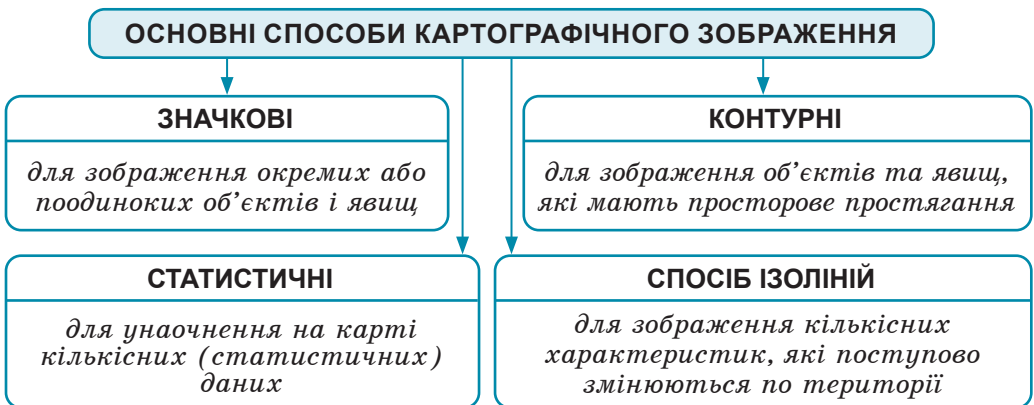 ОСНОВНІ СПОСОБИ КАРТОГРАФІЧНОГО ЗОБРАЖЕННЯ
ЗНАЧКОВІ
для зображення окремих або
поодиноких об’єктів і явищ
КОНТУРНІ
для зображення об’єктів та явищ,
які мають просторове простягання
СТАТИСТИЧНІ
для унаочнення на карті
кількісних (статистичних)
даних
СПОСІБ ІЗОЛІНІЙ
для зображення кількісних
характеристик, які поступово
змінюються по території